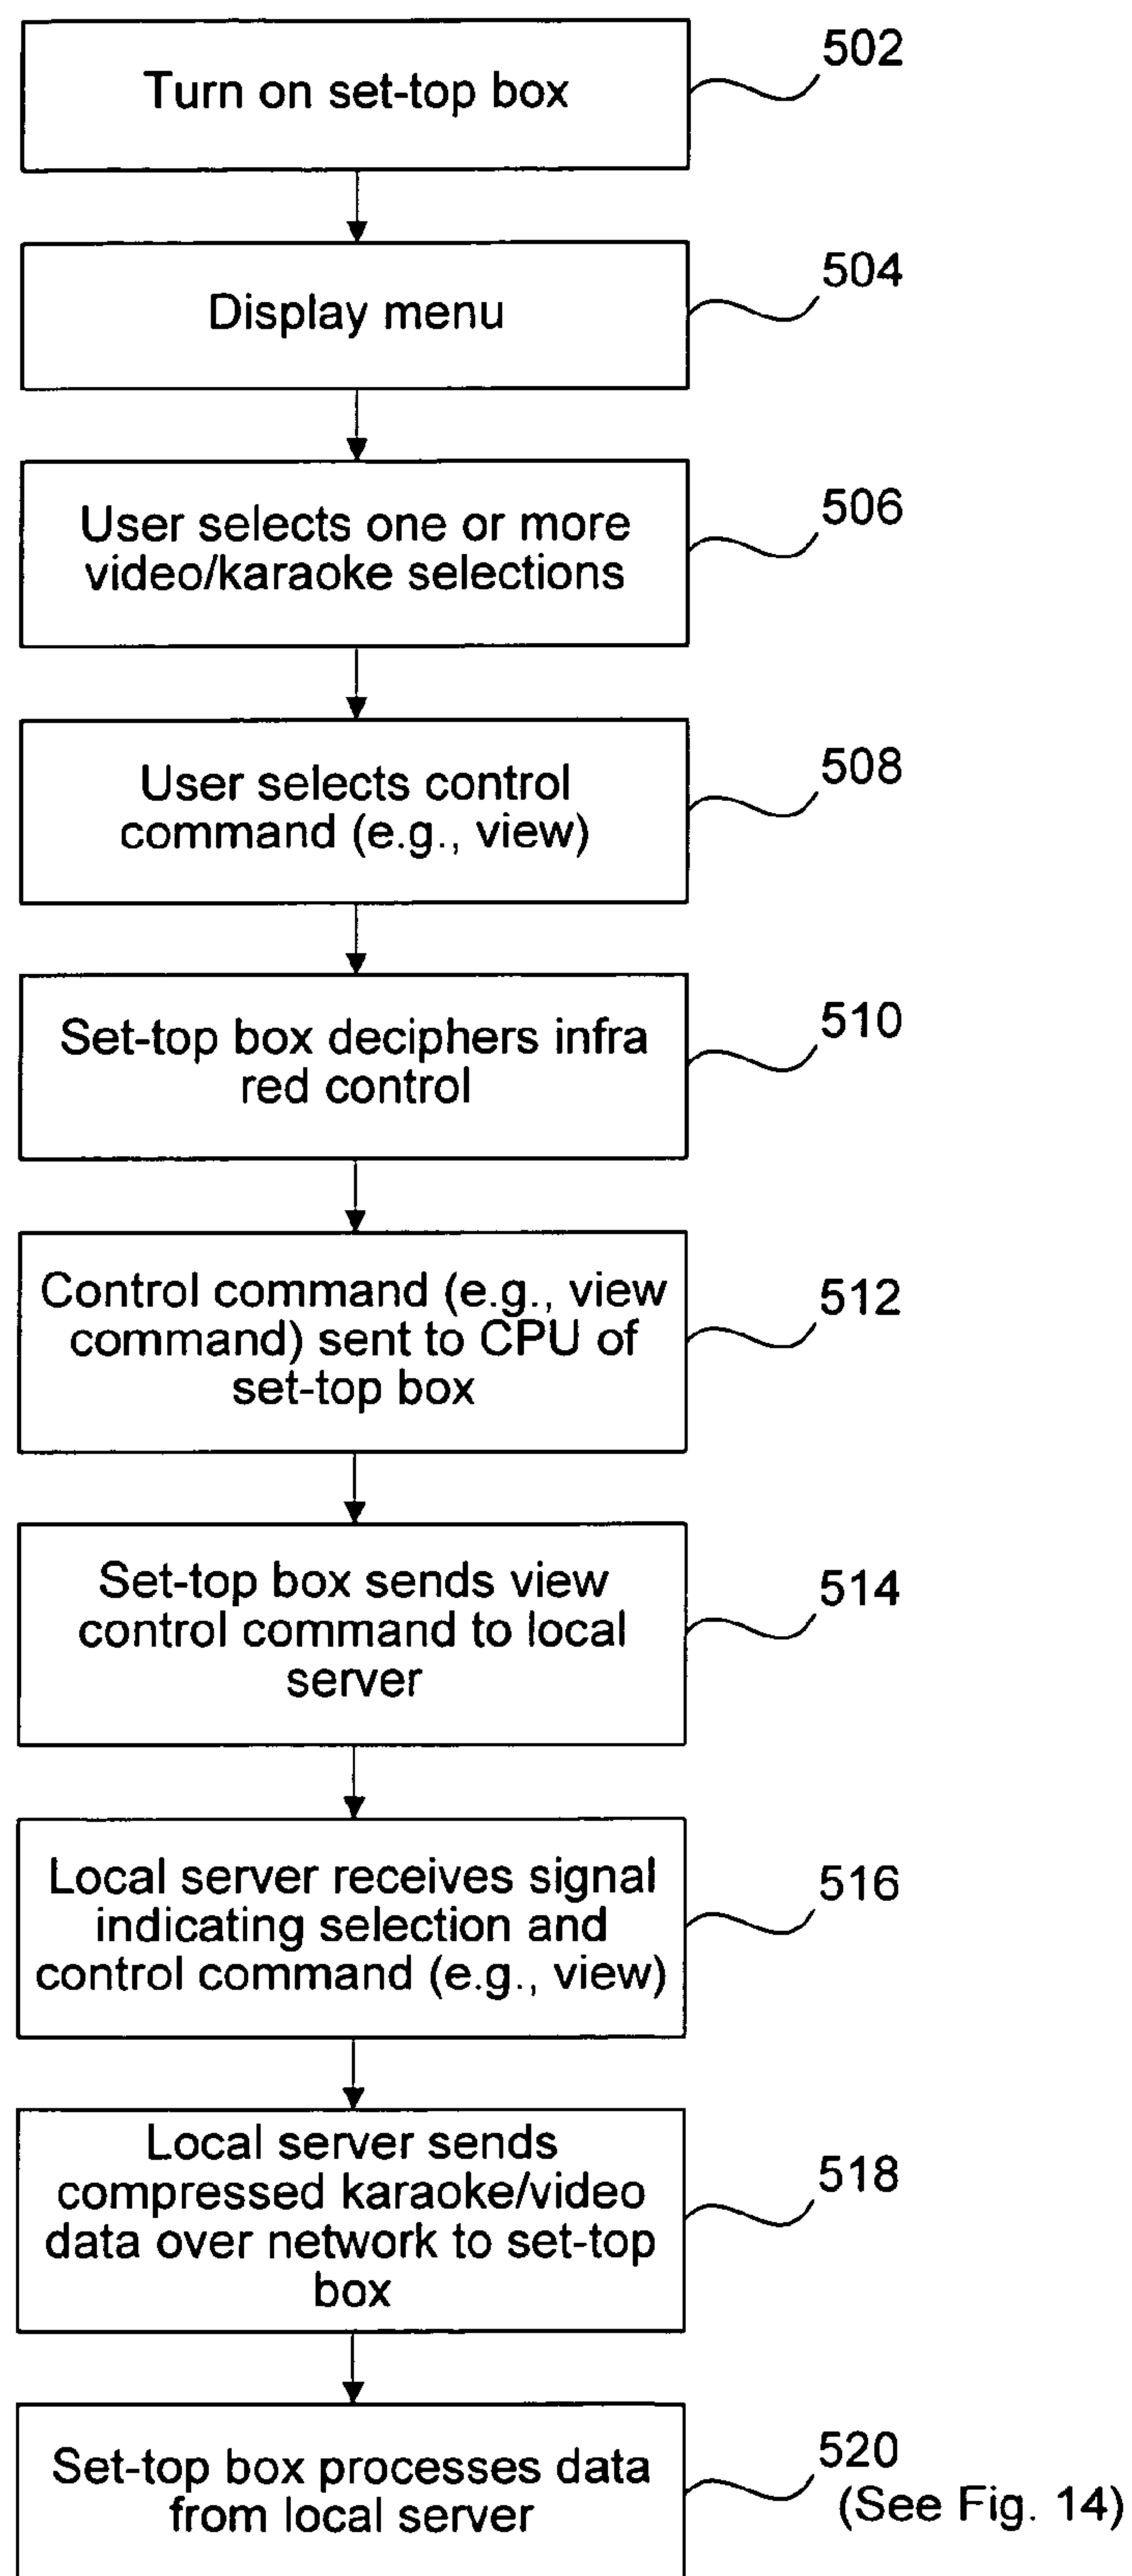 Turn on set-top box
502
Display menu
504
User selects one or more
video/karaoke selections
506
User selects control
command (e.g., view)
508
Set-top box deciphers infra
red control
510
Control command (e.g., view
command) sent to CPU of
set-top box
512
Set-top box sends view
control command to local
server
514
Local server receives signal
indicating selection and
control command (e.g., view)
516
Local server sends
compressed karaoke/video
data over network to set-top
box
518
Set-top box processes data
from local server
520
(See Fig. 14)